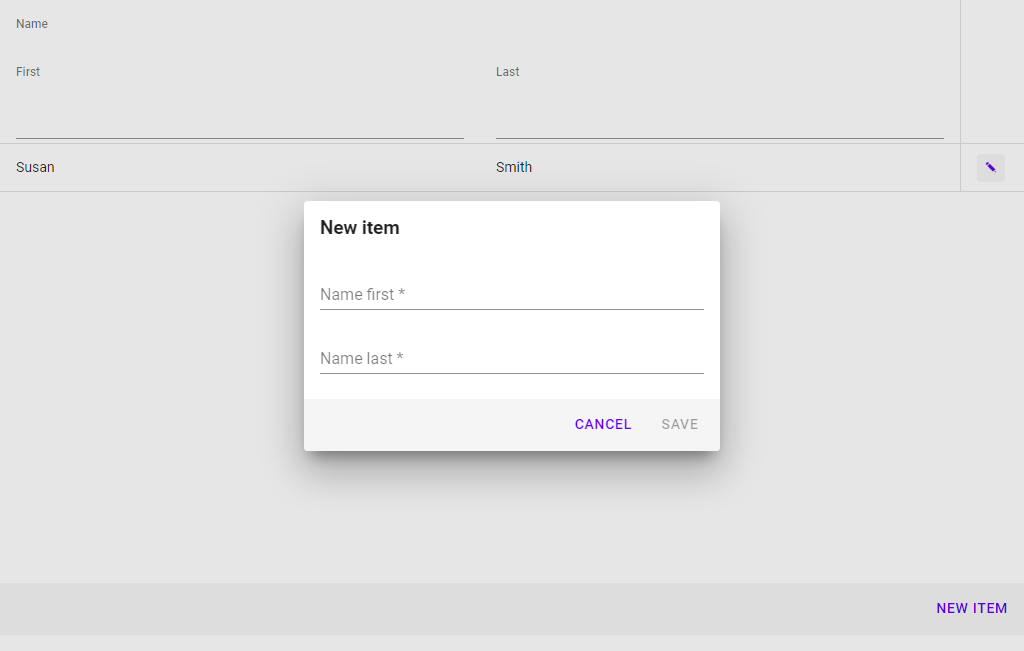 Name
First Last
Susan Smith
New item
Name first *
Name last *
CANCEL SAVE
NEW ITEM